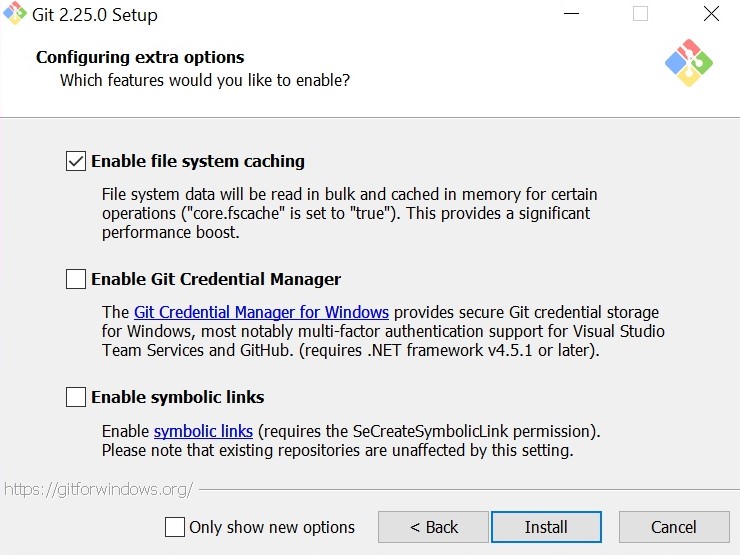 Git 2.25.0 Setup
Configuring extra options
Which features would you like to enable?
Enable file system caching
File system data will be read in bulk and cached in memory for certain
operations ("core.fscache" is set to "true"). This provides a significant
performance boost.
Enable Git Credential Manager
The Git Credential Manager for Windows provides secure Git credential storage
for Windows, most notably multi-factor authentication support for Visual Studio
Team Services and GitHub. (requires .NET framework v4.5.1 or later).
Enable symbolic links
Enable symbolic links (requires the SeCreateSymbolicLink permission).
Please note that existing repositories are unaffected by this setting.
https://gitforwindows.org/
Only show new options
< Back
Install
Cancel